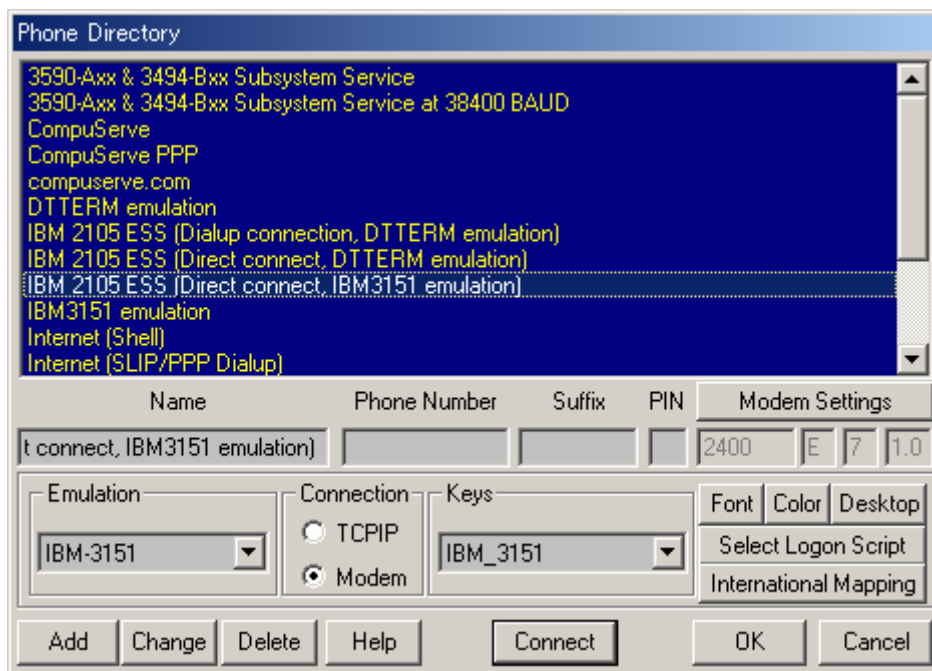 Phone Directory
3590-Axx & 3494-Bxx Subsystem Service
3590-Axx & 3494-Bxx Subsystem Service at 38400 BAUD
CompuServe
CompuServe PPP
compuserve.com
DTTERM emulation
IBM 2105 ESS (Dialup connection, DTTERM emulation)
IBM 2105 ESS (Direct connect, DTTERM emulation)
IBM 2105 ESS (Direct connect, IBM3151 emulation)
IBM3151 emulation
Internet (Shell)
Internet (SLIP/PPP Dialup)
Name Phone Number Suffix PIN Modem Settings
t connect, IBM3151 emulation) 2400 E 7 1.0
Emulation Connection Keys
Font Color Desktop
TCPIP
IBM-3151 IBM_3151 Select Logon Script
Modem International Mapping
Add Change Delete Help Connect OK Cancel